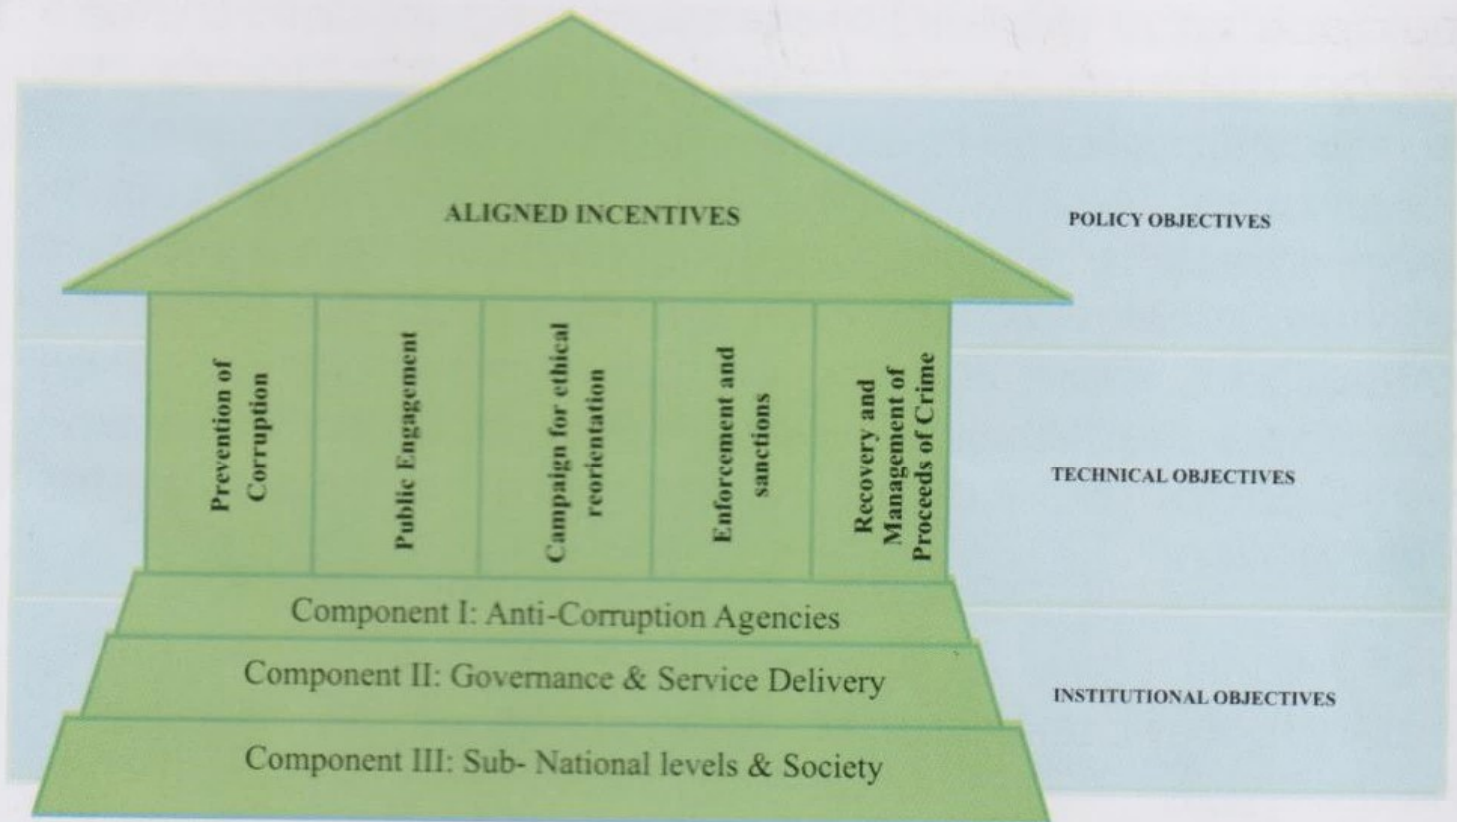 ALIGNED INCENTIVES
POLICY OBJECTIVES
Prevention of
Corruption
Public Engagement
Campaign for ethical
reorientation
Enforcement and
sanctions
Recovery and
Management of
Proceeds of Crime
TECHNICAL OBJECTIVES
Component I: Anti-Corruption Agencies
Component II: Governance & Service Delivery
INSTITUTIONAL OBJECTIVES
Component III: Sub- National levels & Society